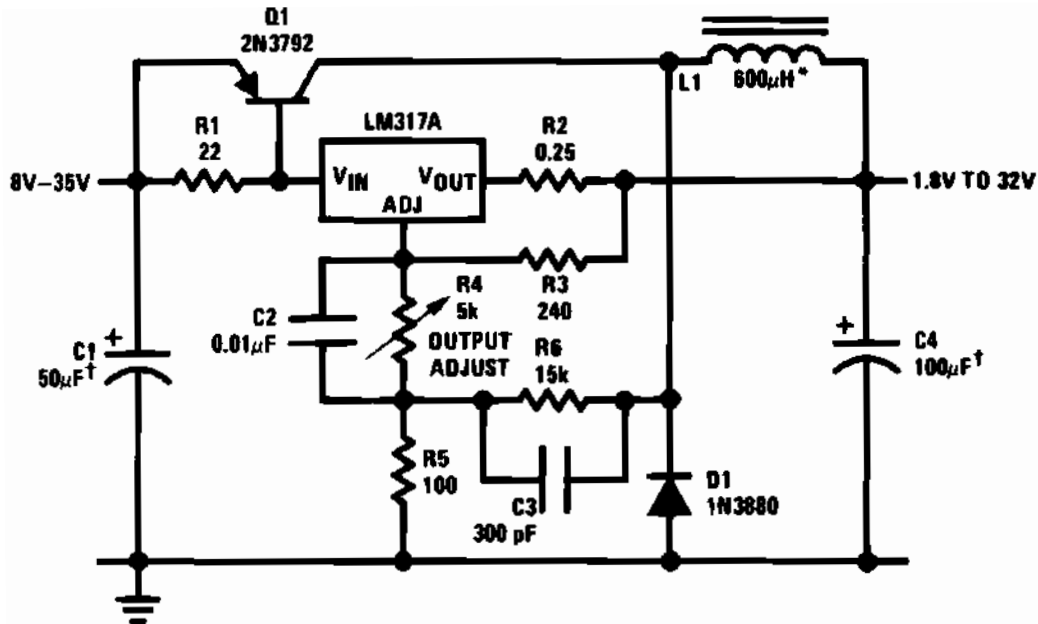 Q1
2N3792
L1
600μH*
R1
22
LM317A
R2
0.25
8V–35V
VIN
VOUT
ADJ
1.8V TO 32V
R4
5k
R3
240
C2
0.01μF
OUTPUT
ADJUST
R6
15k
+
C1
50μF†
+
C4
100μF†
R5
100
C3
300 pF
D1
1N3880